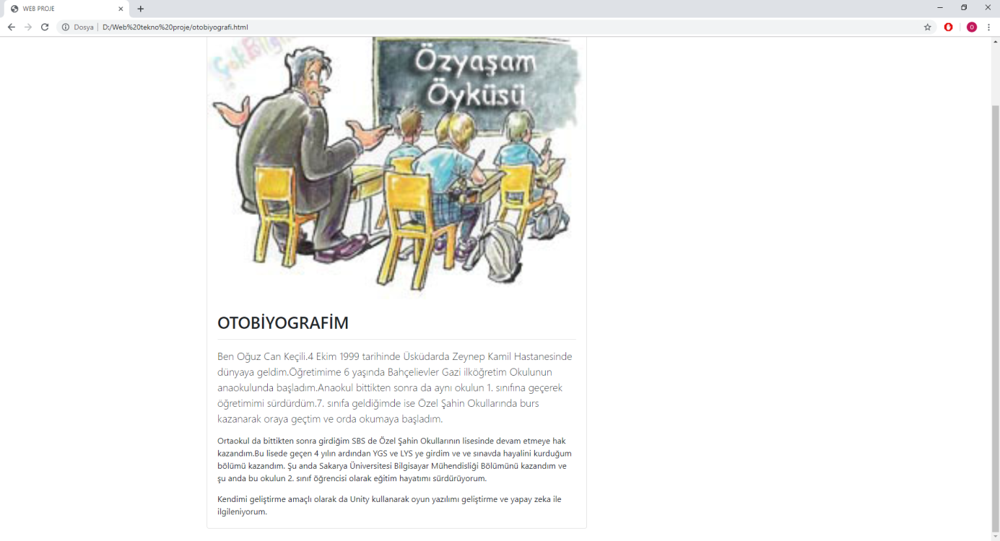 WEB PROJE
Dosya
D:/Web%20tekno%20proje/otobiyografi.html
O
Özyaşam
Öyküsü
OTOBİYOGRAFİM
Ben Oğuz Can Keçili.4 Ekim 1999 tarihinde Üsküdarda Zeynep Kamil Hastanesinde
dünyaya geldim.Öğretimime 6 yaşında Bahçelievler Gazi ilköğretim Okulunun
anaokulunda başladım.Anaokul bittikten sonra da aynı okulun 1. sınıfına geçerek
öğretimimi sürdürdüm.7. sınıfa geldiğimde ise Özel Şahin Okullarında burs
kazanarak oraya geçtim ve orda okumaya başladım.
Ortaokul da bittikten sonra girdiğim SBS de Özel Şahin Okullarının lisesinde devam etmeye hak
kazandım.Bu lisede geçen 4 yılın ardından YGS ve LYS ye girdim ve ve sınavda hayalini kurduğum
bölümü kazandım. Şu anda Sakarya Üniversitesi Bilgisayar Mühendisliği Bölümünü kazandım ve
şu anda bu okulun 2. sınıf öğrencisi olarak eğitim hayatımı sürdürüyorum.
Kendimi geliştirme amaçlı olarak da Unity kullanarak oyun yazılımı geliştirme ve yapay zeka ile
ilgileniyorum.